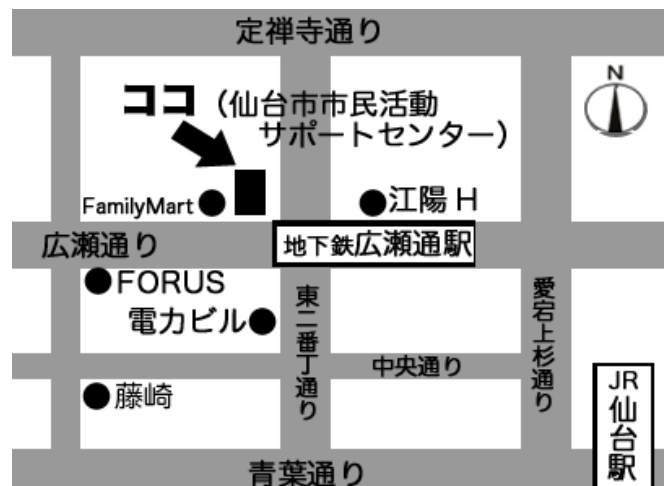 定禅寺通り
N
ココ（仙台市市民活動
サポートセンター）
FamilyMart
江陽 H
広瀬通り
地下鉄広瀬通駅
FORUS
電力ビル
東二番丁通り
愛宕上杉通り
中央通り
藤崎
JR
仙台駅
青葉通り